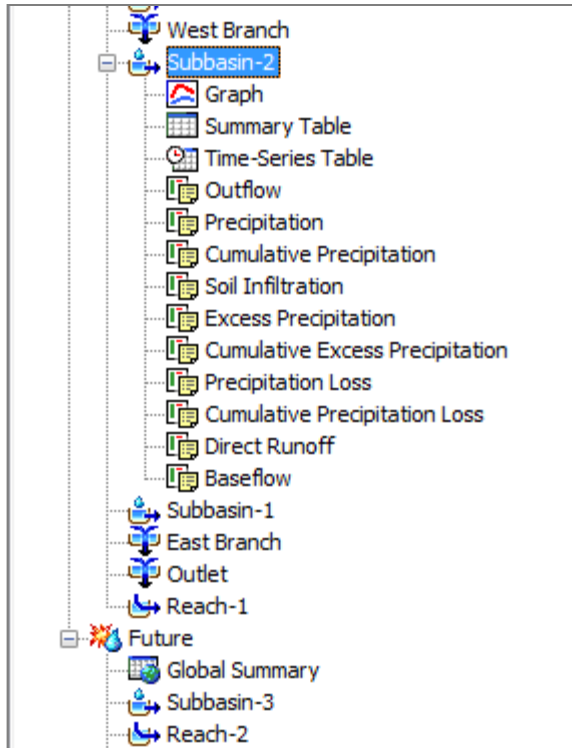 West Branch
Subbasin-2
Graph
Summary Table
Time-Series Table
Outflow
Precipitation
Cumulative Precipitation
Soil Infiltration
Excess Precipitation
Cumulative Excess Precipitation
Precipitation Loss
Cumulative Precipitation Loss
Direct Runoff
Baseflow
Subbasin-1
East Branch
Outlet
Reach-1
Future
Global Summary
Subbasin-3
Reach-2